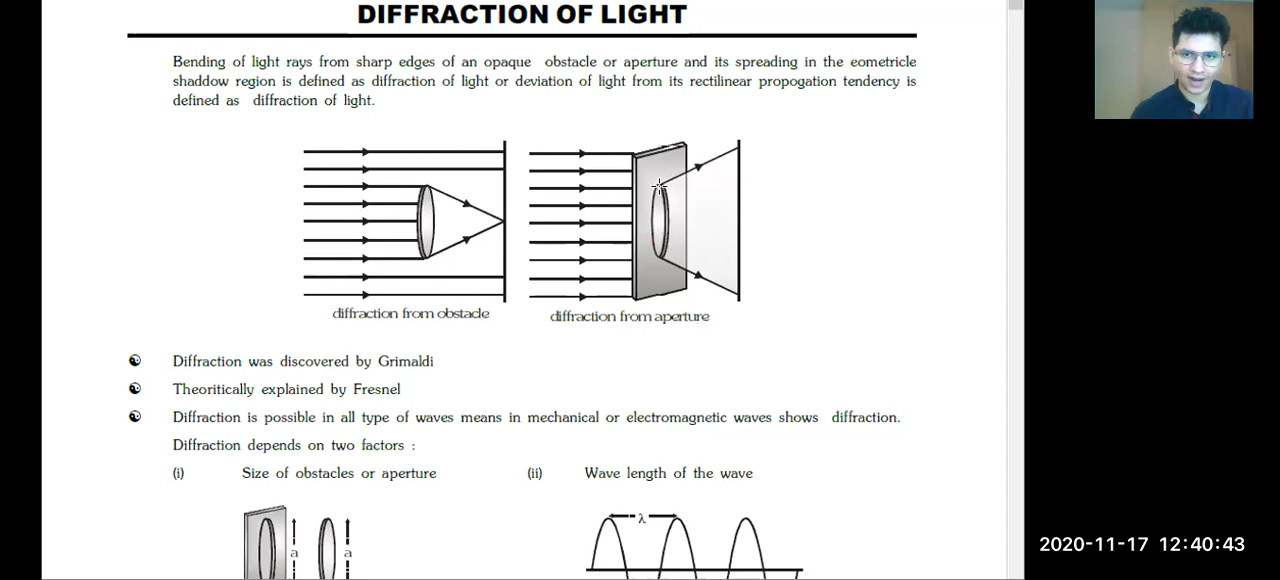 DIFFRACTION OF LIGHT
Bending of light rays from sharp edges of an opaque obstacle or aperture and its spreading in the eometricle
shaddow region is defined as diffraction of light or deviation of light from its rectilinear propogation tendency is
defined as diffraction of light.
diffraction from obstacle
diffraction from aperture
Diffraction was discovered by Grimaldi
Theoritically explained by Fresnel
Diffraction is possible in all type of waves means in mechanical or electromagnetic waves shows diffraction.
Diffraction depends on two factors :
(i) Size of obstacles or aperture (ii) Wave length of the wave
λ
a a
2020-11-17 12:40:43